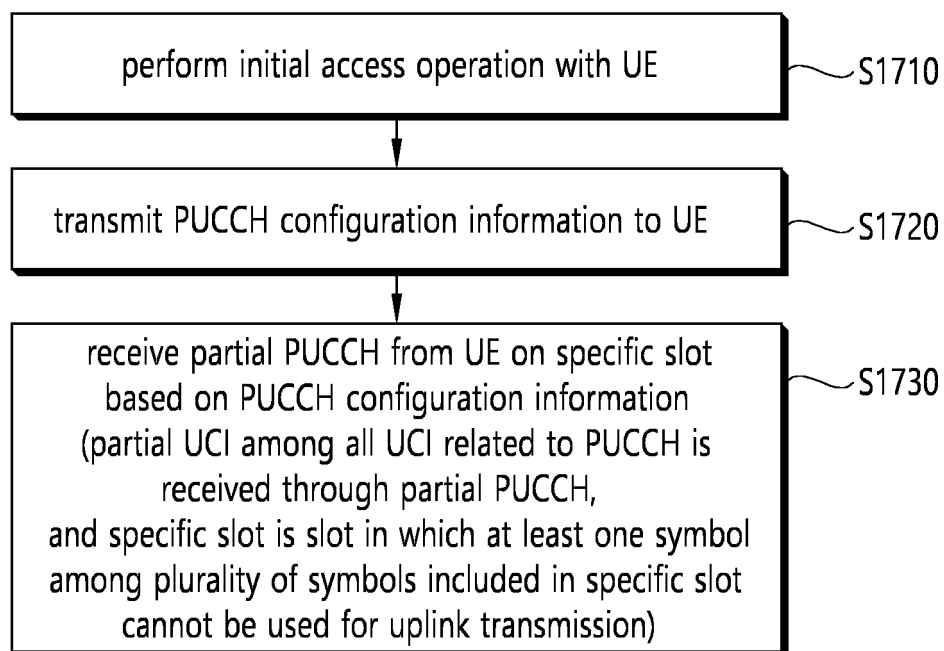 perform initial access operation with UE
S1710
transmit PUCCH configuration information to UE
S1720
receive partial PUCCH from UE on specific slot
based on PUCCH configuration information
(partial UCI among all UCI related to PUCCH is
received through partial PUCCH,
and specific slot is slot in which at least one symbol
among plurality of symbols included in specific slot
cannot be used for uplink transmission)
S1730